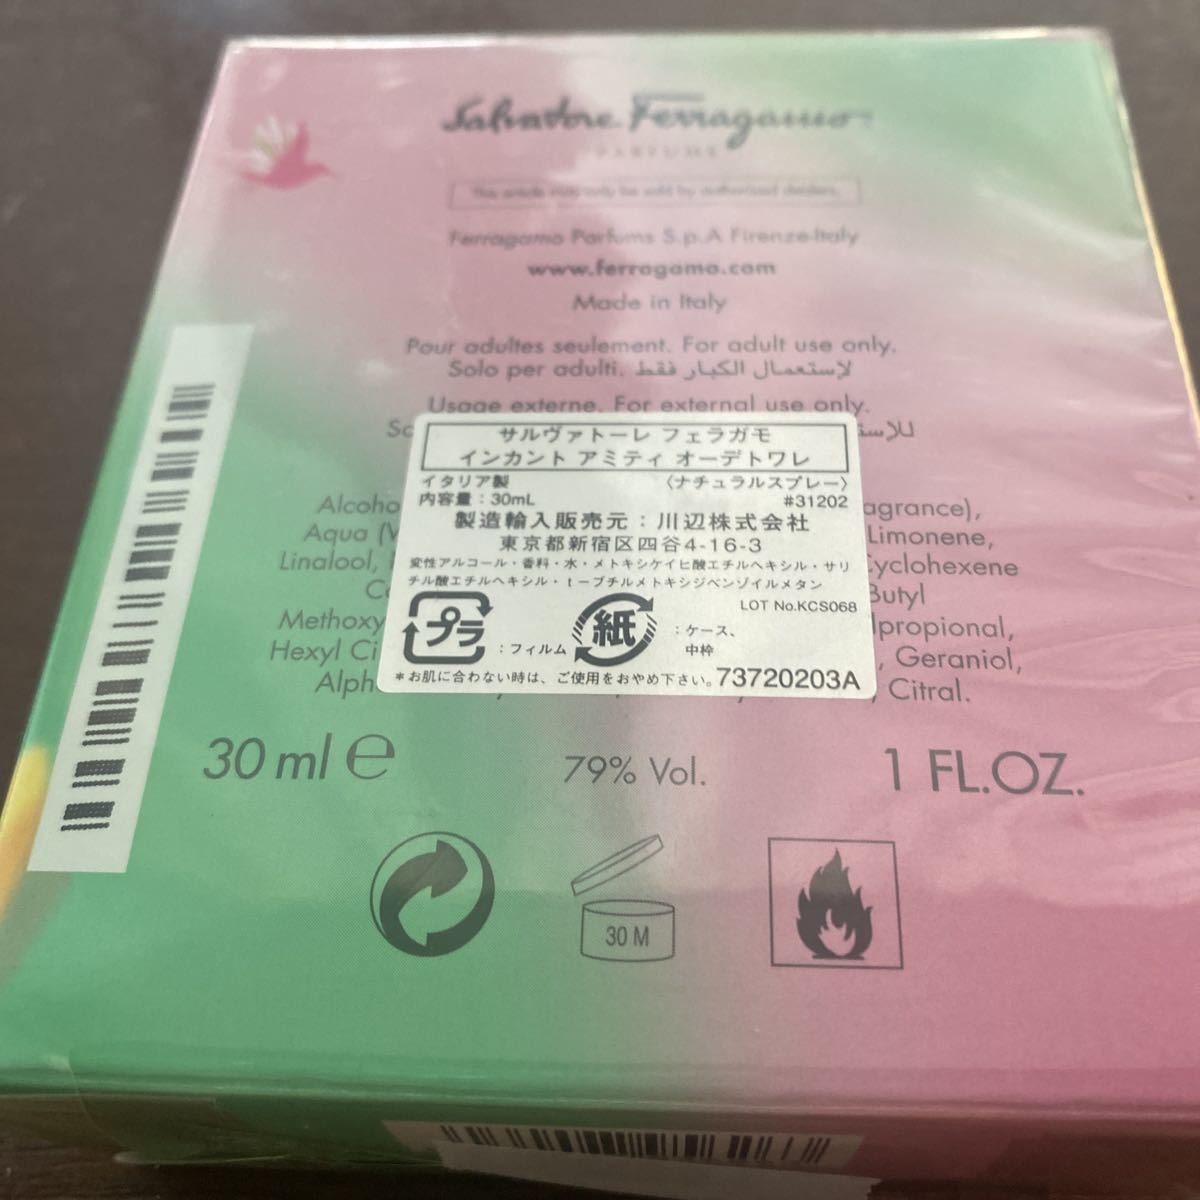 Salvatore Ferragamo
PARFUMS
This article may only be sold by authorized dealers.
Ferragamo Parfums S.p.A Firenze-Italy
www.ferragamo.com
Made in Italy
Pour adultes seulement. For adult use only.
Solo per adulti. لإستعمال الكبار فقط
Usage externe. For external use only.
サルヴァトーレ フェラガモ
インカント アミティ オーデトワレ
イタリア製 〈ナチュラルスプレー〉
内容量：30mL #31202
製造輸入販売元：川辺株式会社
東京都新宿区四谷4-16-3
変性アルコール・香料・水・メトキシケイヒ酸エチルヘキシル・サリ
チル酸エチルヘキシル・t－ブチルメトキシジベンゾイルメタン
LOT No.KCS068
プラ ：フィルム 紙 ：ケース、
中枠
*お肌に合わない時は、ご使用をおやめ下さい。73720203A
Alcoho agrance),
Aqua (V Limonene,
Linalool, Cyclohexene
Butyl
Methoxy lpropional,
Hexyl Ci , Geraniol,
Alph , Citral.
30 ml e 79% Vol. 1 FL.OZ.
30 M